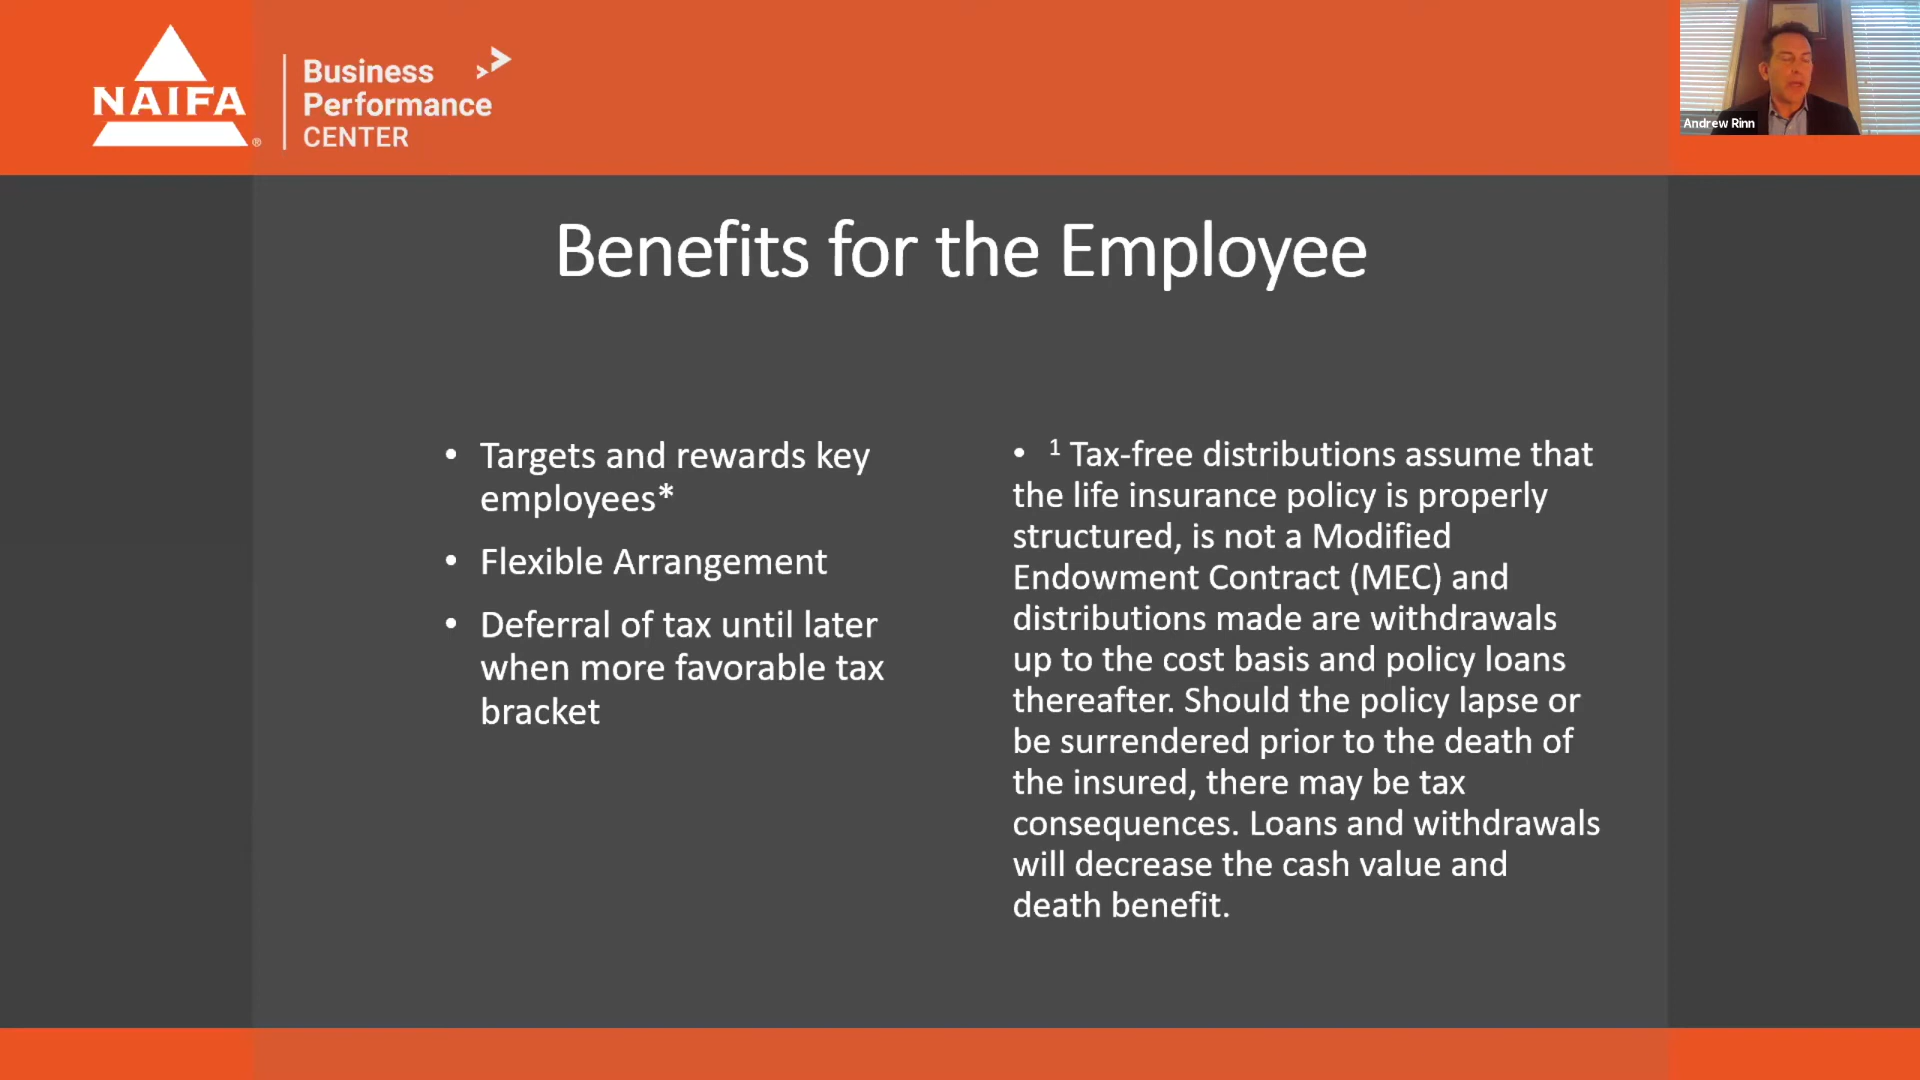 NAIFA
®
Business
Performance
CENTER
Andrew Rinn
Benefits for the Employee
• Targets and rewards key
employees*
• Flexible Arrangement
• Deferral of tax until later
when more favorable tax
bracket
• 1 Tax-free distributions assume that
the life insurance policy is properly
structured, is not a Modified
Endowment Contract (MEC) and
distributions made are withdrawals
up to the cost basis and policy loans
thereafter. Should the policy lapse or
be surrendered prior to the death of
the insured, there may be tax
consequences. Loans and withdrawals
will decrease the cash value and
death benefit.